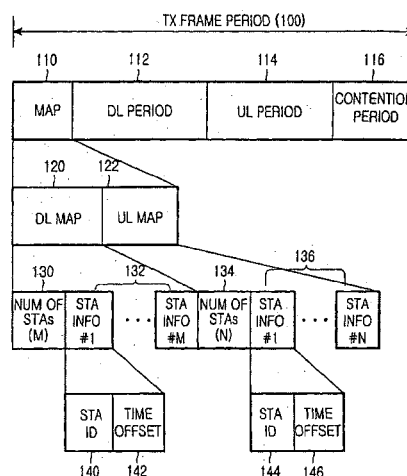 TX FRAME PERIOD (100)
110 112 114 116
MAP DL PERIOD UL PERIOD CONTENTION PERIOD
120 122
DL MAP UL MAP
130 132 134 136
NUM OF STAs (M) STA INFO #1 ··· STA INFO #M NUM OF STAs (N) STA INFO #1 ··· STA INFO #N
STA ID TIME OFFSET STA ID TIME OFFSET
140 142 144 146